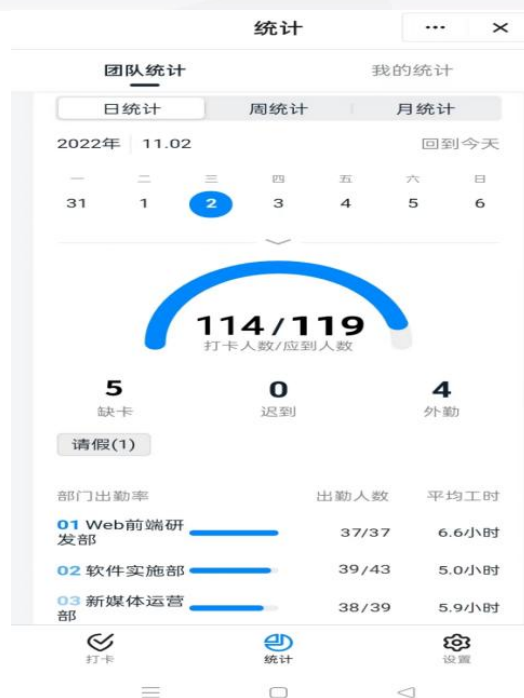 统计
团队统计 我的统计
日统计 周统计 月统计
2022年 11.02 回到今天
一 二 三 四 五 六 日
31 1 2 3 4 5 6
114/119
打卡人数/应到人数
5 0 4
缺卡 迟到 外勤
请假(1)
部门出勤率 出勤人数 平均工时
01 Web前端研发部 37/37 6.6小时
02 软件实施部 39/43 5.0小时
03 新媒体运营部 38/39 5.9小时
打卡 统计 设置